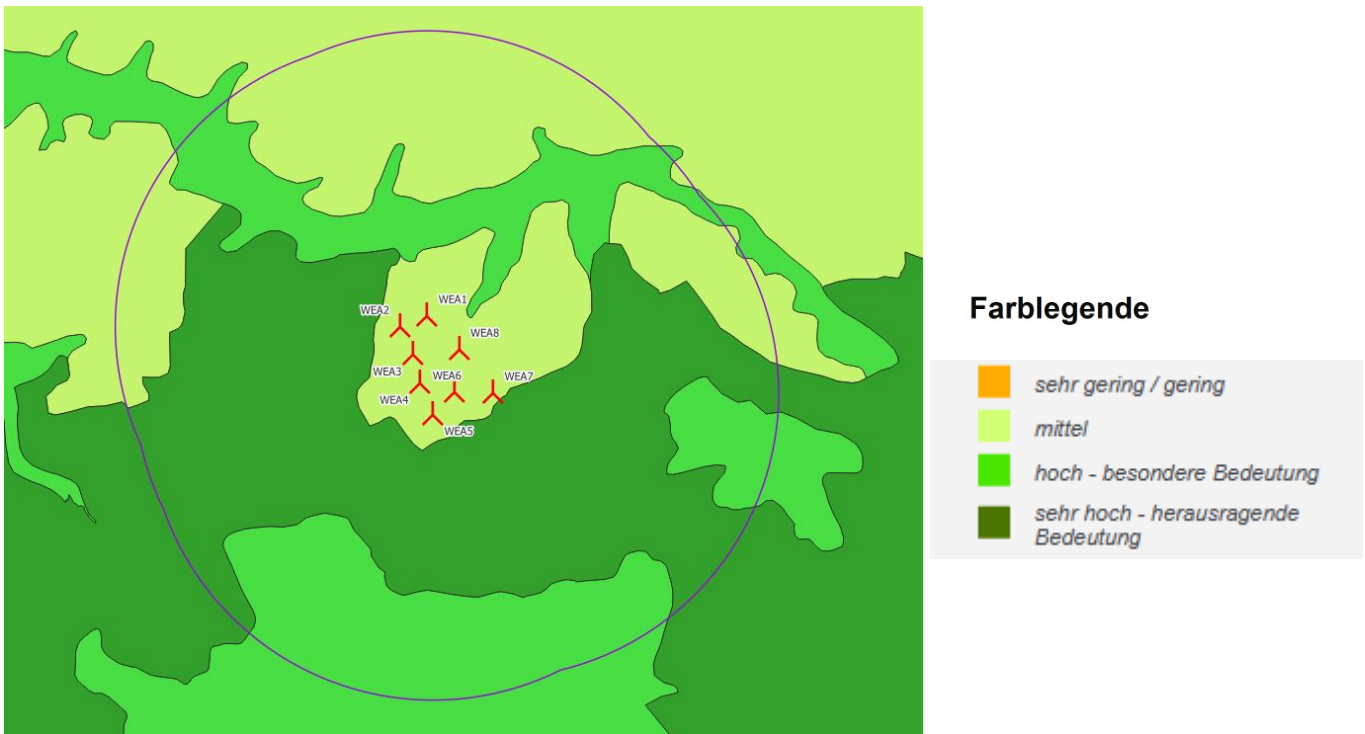 WEA1
WEA2
WEA8
WEA3
WEA6
WEA7
WEA4
WEA5
Farblegende
sehr gering / gering
mittel
hoch - besondere Bedeutung
sehr hoch - herausragende
Bedeutung